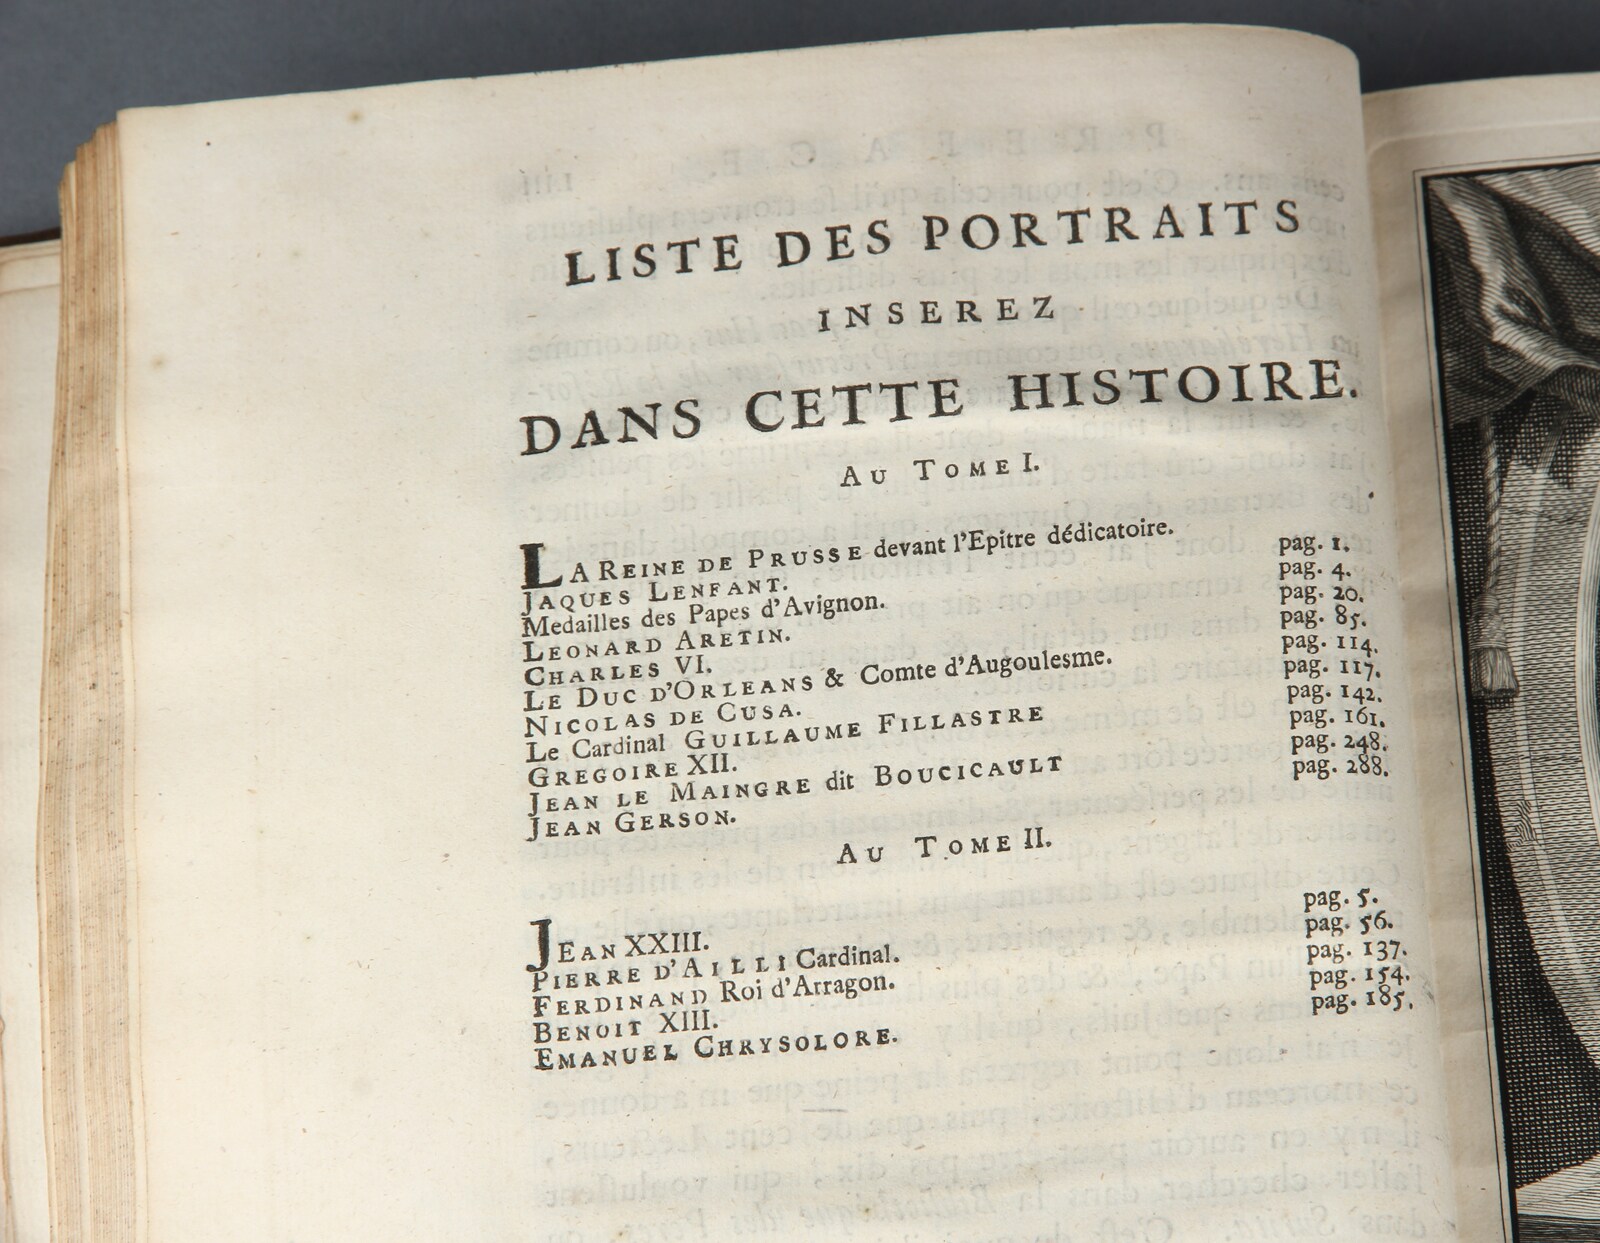 LISTE DES PORTRAITS
INSEREZ
DANS CETTE HISTOIRE.
AU TOME I.
LA REINE DE PRUSSE devant l'Epitre dédicatoire.
JAQUES LENFANT. pag. 1.
Medailles des Papes d'Avignon. pag. 4.
LEONARD ARETIN. pag. 20.
CHARLES VI. pag. 85.
LE DUC D'ORLEANS & Comte d'Augoulesme. pag. 114.
NICOLAS DE CUSA. pag. 117.
Le Cardinal GUILLAUME FILLASTRE pag. 142.
GREGOIRE XII. pag. 161.
JEAN LE MAINGRE dit BOUCICAULT pag. 248.
JEAN GERSON. pag. 288.
AU TOME II.
JEAN XXIII. pag. 5.
PIERRE D'AILLI Cardinal. pag. 56.
FERDINAND Roi d'Arragon. pag. 137.
BENOIT XIII. pag. 154.
EMANUEL CHRYSOLORE. pag. 185.